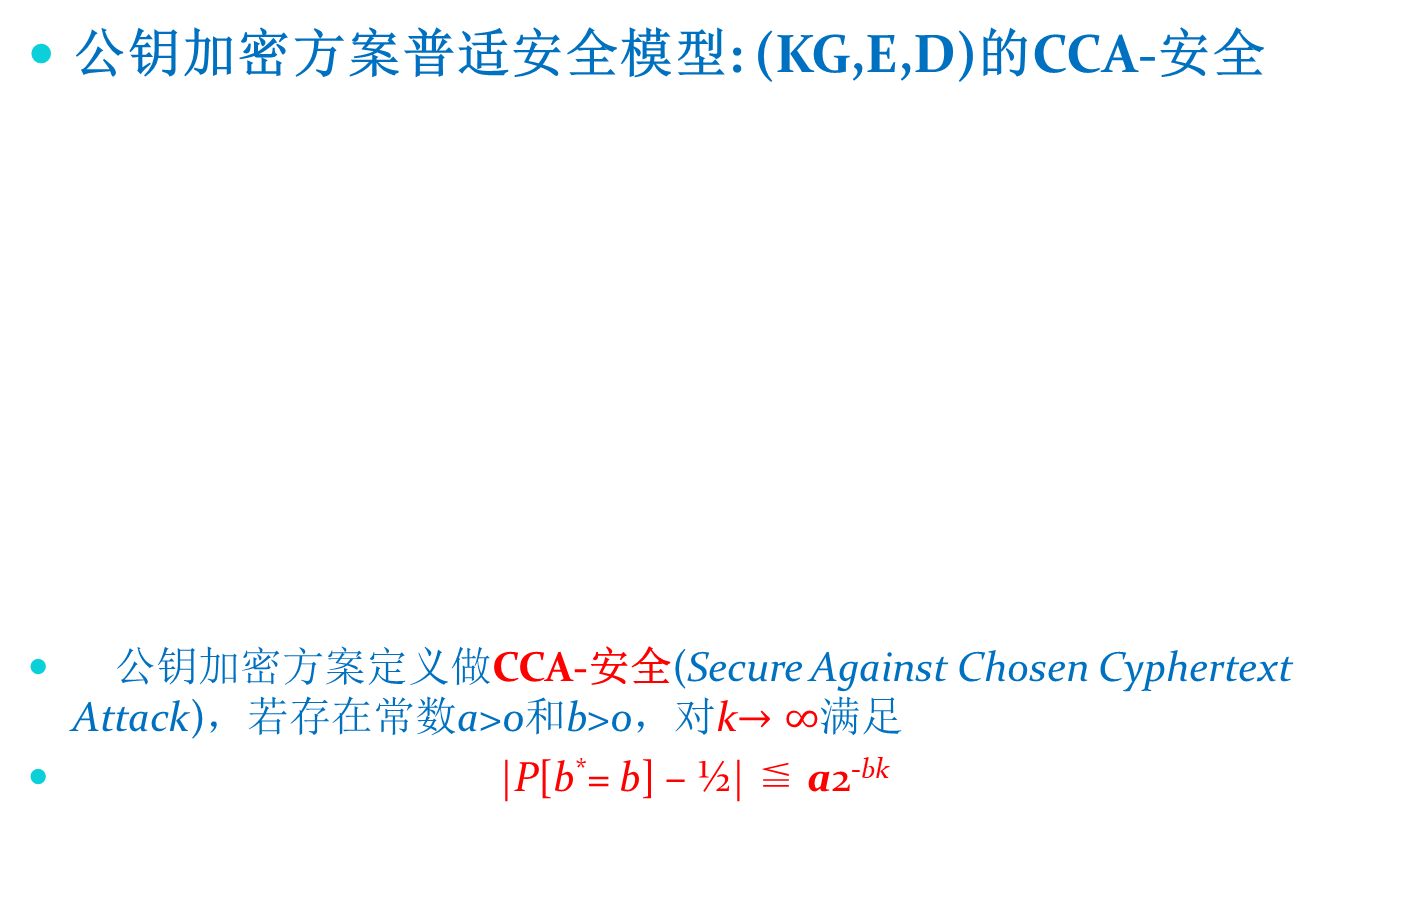 • 公钥加密方案普适安全模型: (KG,E,D)的CCA-安全
• 公钥加密方案定义做CCA-安全(Secure Against Chosen Cyphertext
Attack)，若存在常数a>0和b>0，对k→ ∞满足
• |P[b*= b] – ½| ≦ a2-bk